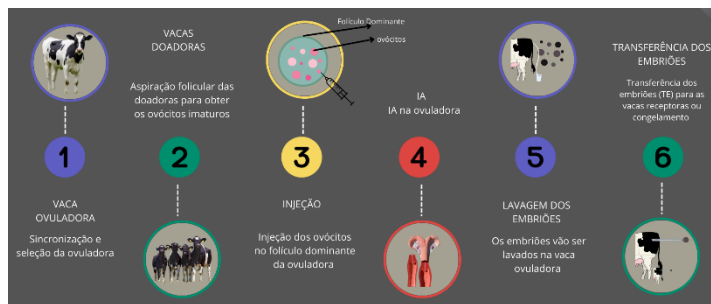 1
VACA
OVULADORA
Sincronização e
seleção da ovuladora
VACAS
DOADORAS
Aspiração folicular das
doadoras para obter
os ovócitos imaturos
2
Folículo Dominante
ovócitos
3
INJEÇÃO
Injeção dos ovócitos
no folículo dominante
da ovuladora
IA
IA na ovuladora
4
5
LAVAGEM DOS
EMBRIÕES
Os embriões vão ser
lavados na vaca
ovuladora
TRANSFERÊNCIA DOS
EMBRIÕES
Transferência dos
embriões (TE) para as
vacas receptoras ou
congelamento
6